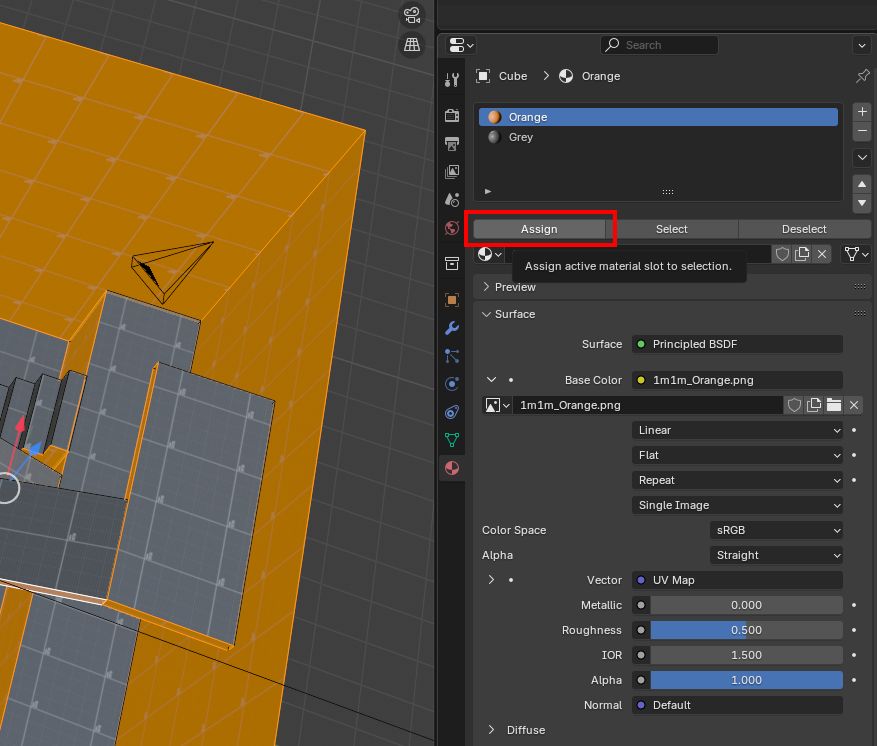 Search
Cube > Orange
Orange
Grey
Assign Select Deselect
Assign active material slot to selection.
Preview
Surface
Surface Principled BSDF
Base Color 1m1m_Orange.png
1m1m_Orange.png
Linear
Flat
Repeat
Single Image
Color Space sRGB
Alpha Straight
Vector UV Map
Metallic 0.000
Roughness 0.500
IOR 1.500
Alpha 1.000
Normal Default
Diffuse